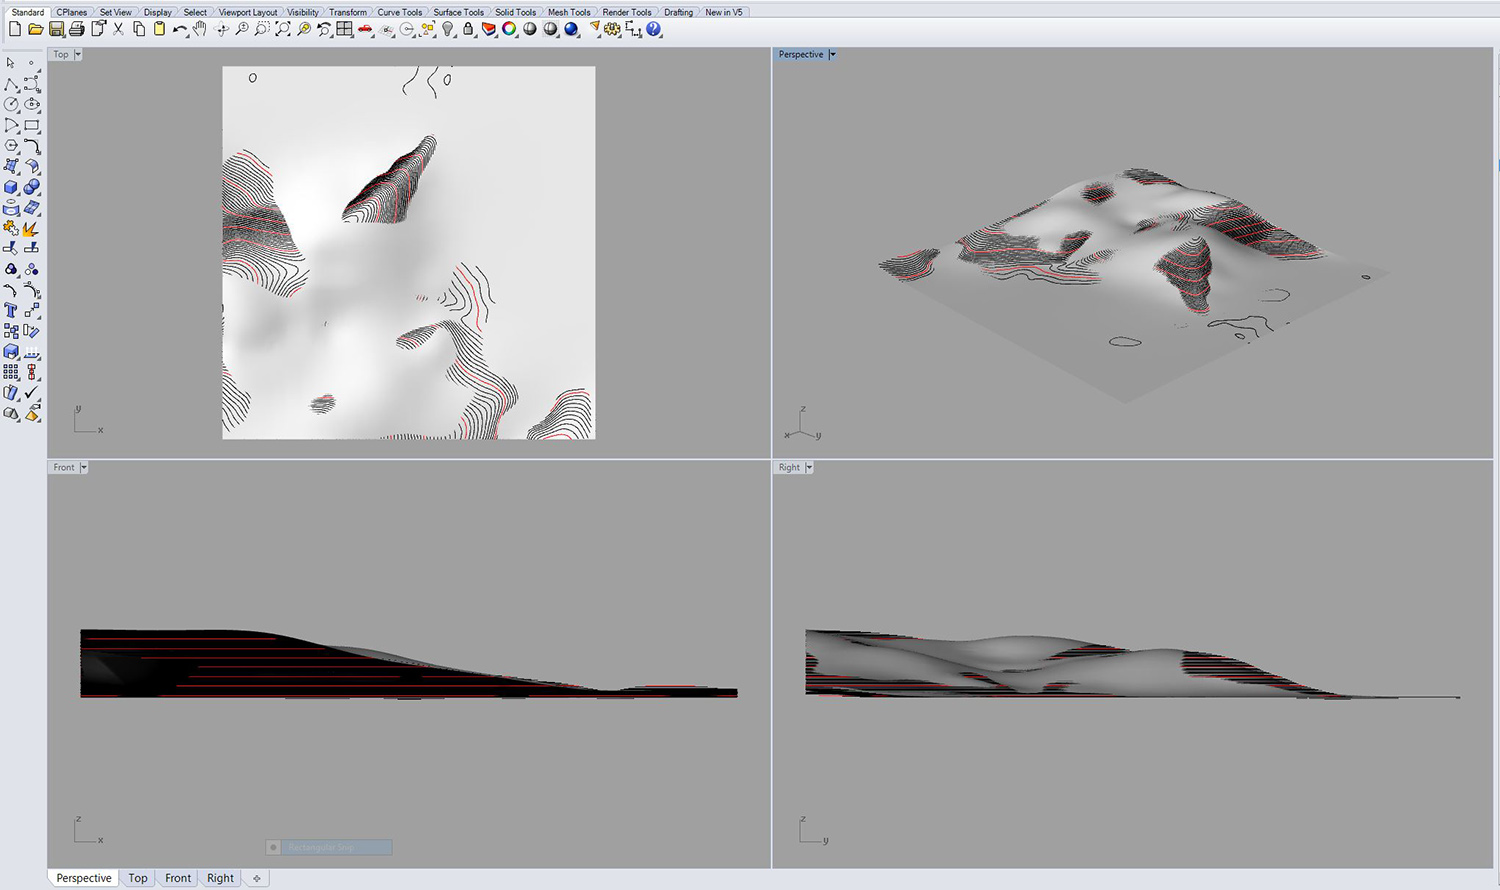 Standard CPlanes Set View Display Select Viewport Layout Visibility Transform Curve Tools Surface Tools Solid Tools Mesh Tools Render Tools Drafting New in V5
Top
Perspective
y
x
z
x
y
Front
Right
z
x
z
y
Rectangular Snip
Perspective Top Front Right